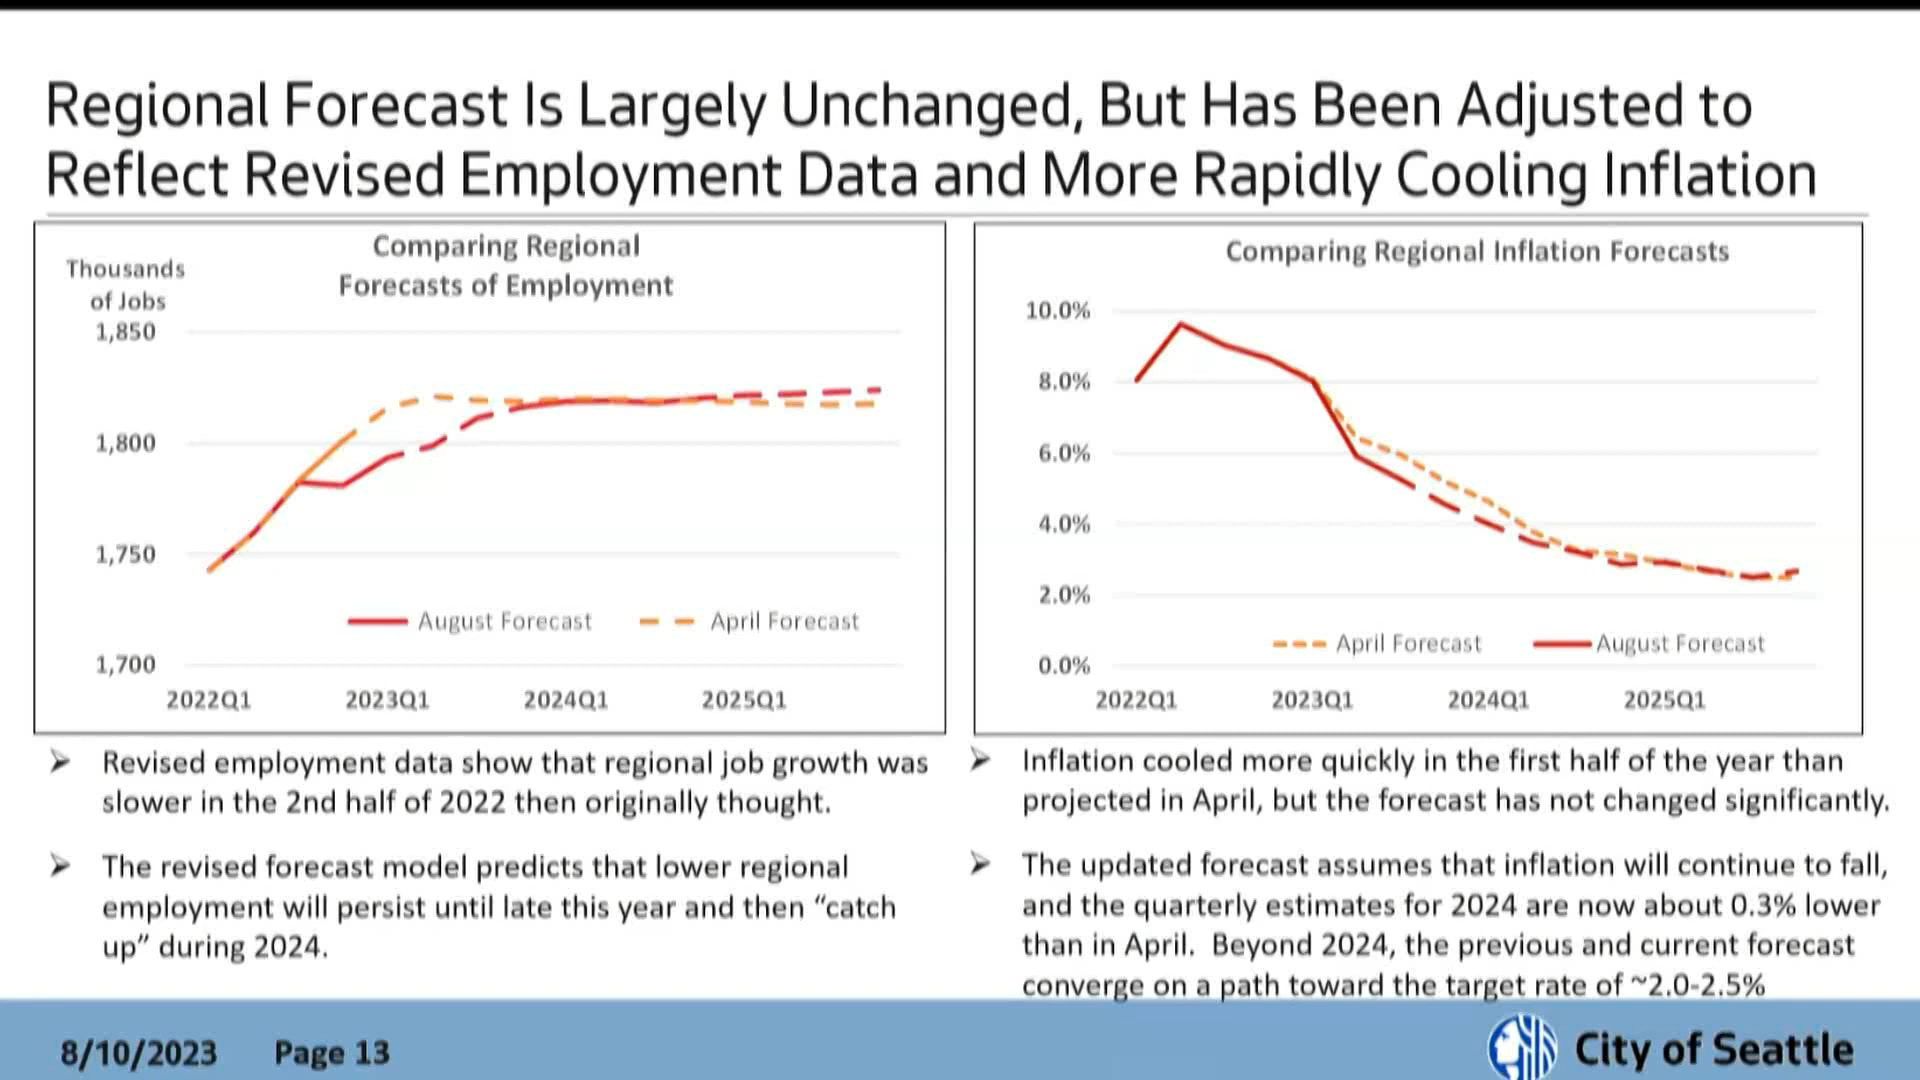 Regional Forecast Is Largely Unchanged, But Has Been Adjusted to
Reflect Revised Employment Data and More Rapidly Cooling Inflation
Comparing Regional
Forecasts of Employment
Thousands
of Jobs
1,850
1,800
1,750
1,700
August Forecast
April Forecast
2022Q1
2023Q1
2024Q1
2025Q1
Comparing Regional Inflation Forecasts
10.0%
8.0%
6.0%
4.0%
2.0%
0.0%
April Forecast
August Forecast
2022Q1
2023Q1
2024Q1
2025Q1
➢ Revised employment data show that regional job growth was
slower in the 2nd half of 2022 then originally thought.
➢ The revised forecast model predicts that lower regional
employment will persist until late this year and then “catch
up” during 2024.
➢ Inflation cooled more quickly in the first half of the year than
projected in April, but the forecast has not changed significantly.
➢ The updated forecast assumes that inflation will continue to fall,
and the quarterly estimates for 2024 are now about 0.3% lower
than in April. Beyond 2024, the previous and current forecast
converge on a path toward the target rate of ~2.0-2.5%
8/10/2023
Page 13
City of Seattle